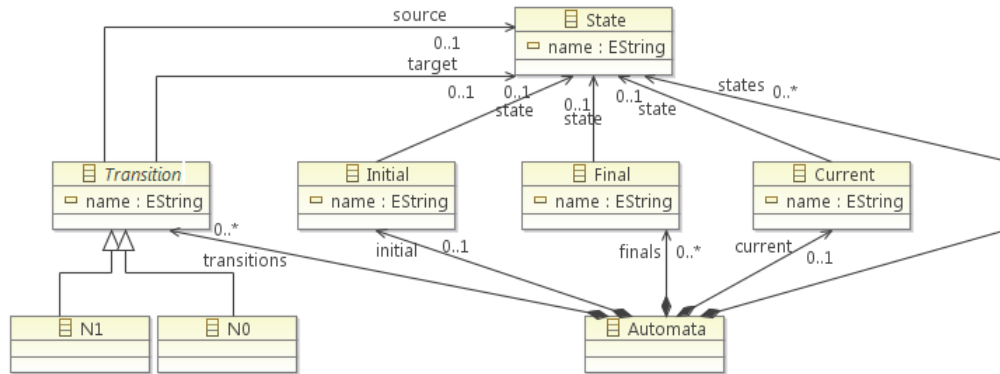 source
State
0..1
name : EString
target
0..1
0..1
state
0..1
state
0..1
state
states
0..*
Transition
name : EString
Initial
name : EString
Final
name : EString
Current
name : EString
0..*
transitions
initial
0..1
finals
0..*
current
0..1
N1
N0
Automata